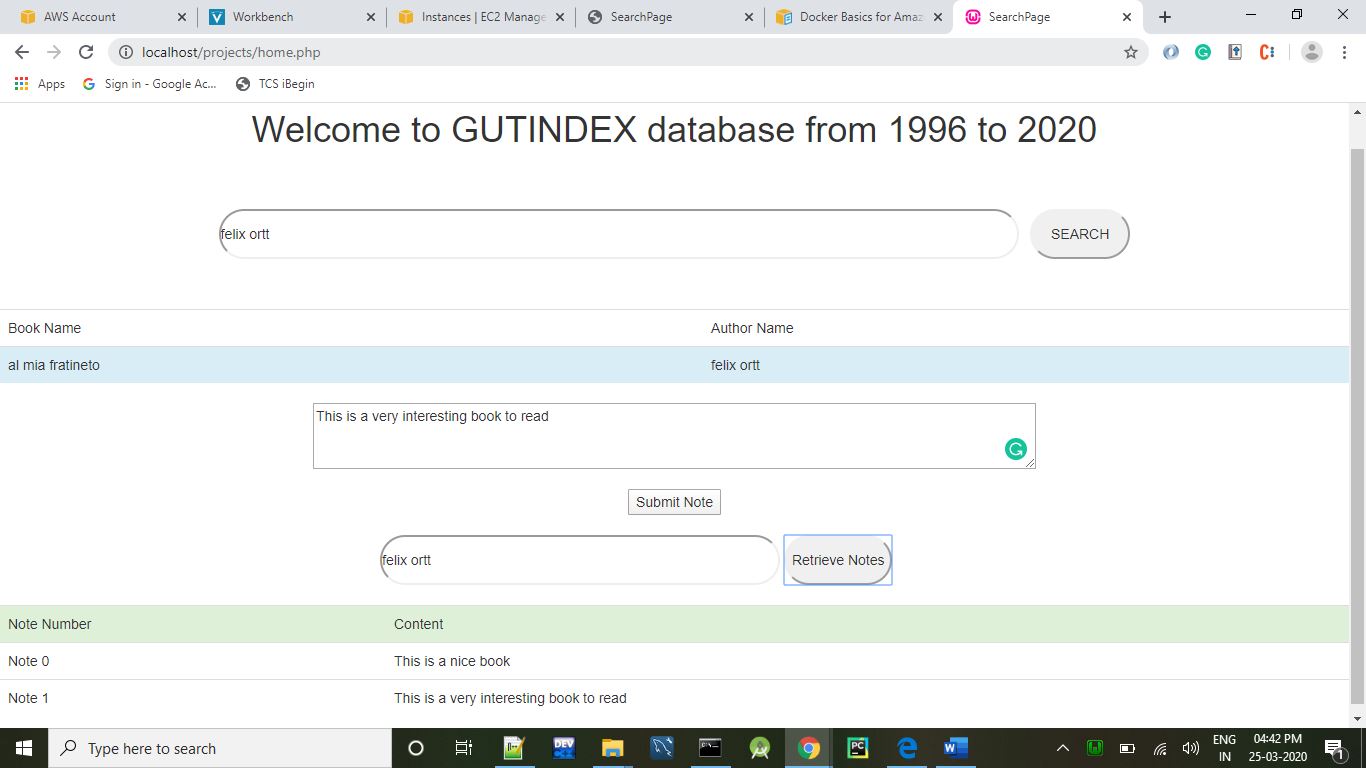 AWS Account
Workbench
Instances | EC2 Manage
SearchPage
Docker Basics for Amaz
SearchPage
localhost/projects/home.php
Apps
Sign in - Google Ac...
TCS iBegin
Welcome to GUTINDEX database from 1996 to 2020
felix ortt SEARCH
Book Name Author Name
al mia fratineto felix ortt
This is a very interesting book to read
Submit Note
felix ortt Retrieve Notes
Note Number Content
Note 0 This is a nice book
Note 1 This is a very interesting book to read
Type here to search
ENG 04:42 PM
IN 25-03-2020